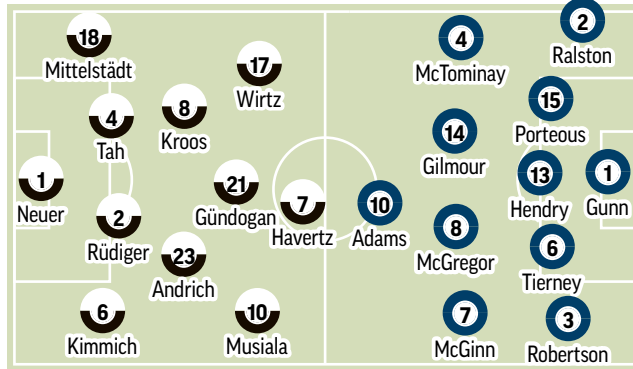 18
Mittelstädt
17
Wirtz
4
Tah
8
Kroos
1
Neuer
21
Gündogan
7
Havertz
2
Rüdiger
23
Andrich
6
Kimmich
10
Musiala
4
McTominay
2
Ralston
15
Porteous
14
Gilmour
13
Hendry
1
Gunn
10
Adams
8
McGregor
6
Tierney
7
McGinn
3
Robertson